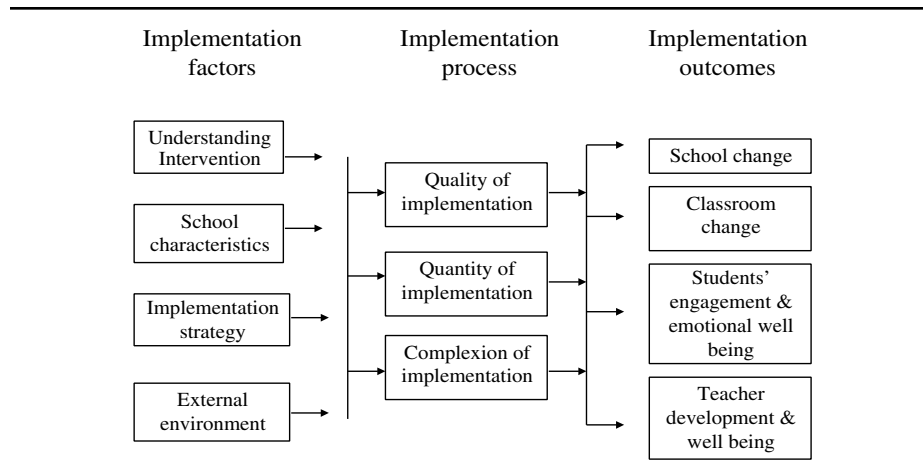 Implementation
factors
Implementation
process
Implementation
outcomes
Understanding
Intervention
School
characteristics
Implementation
strategy
External
environment
Quality of
implementation
Quantity of
implementation
Complexion of
implementation
School change
Classroom
change
Students’
engagement &
emotional well
being
Teacher
development &
well being